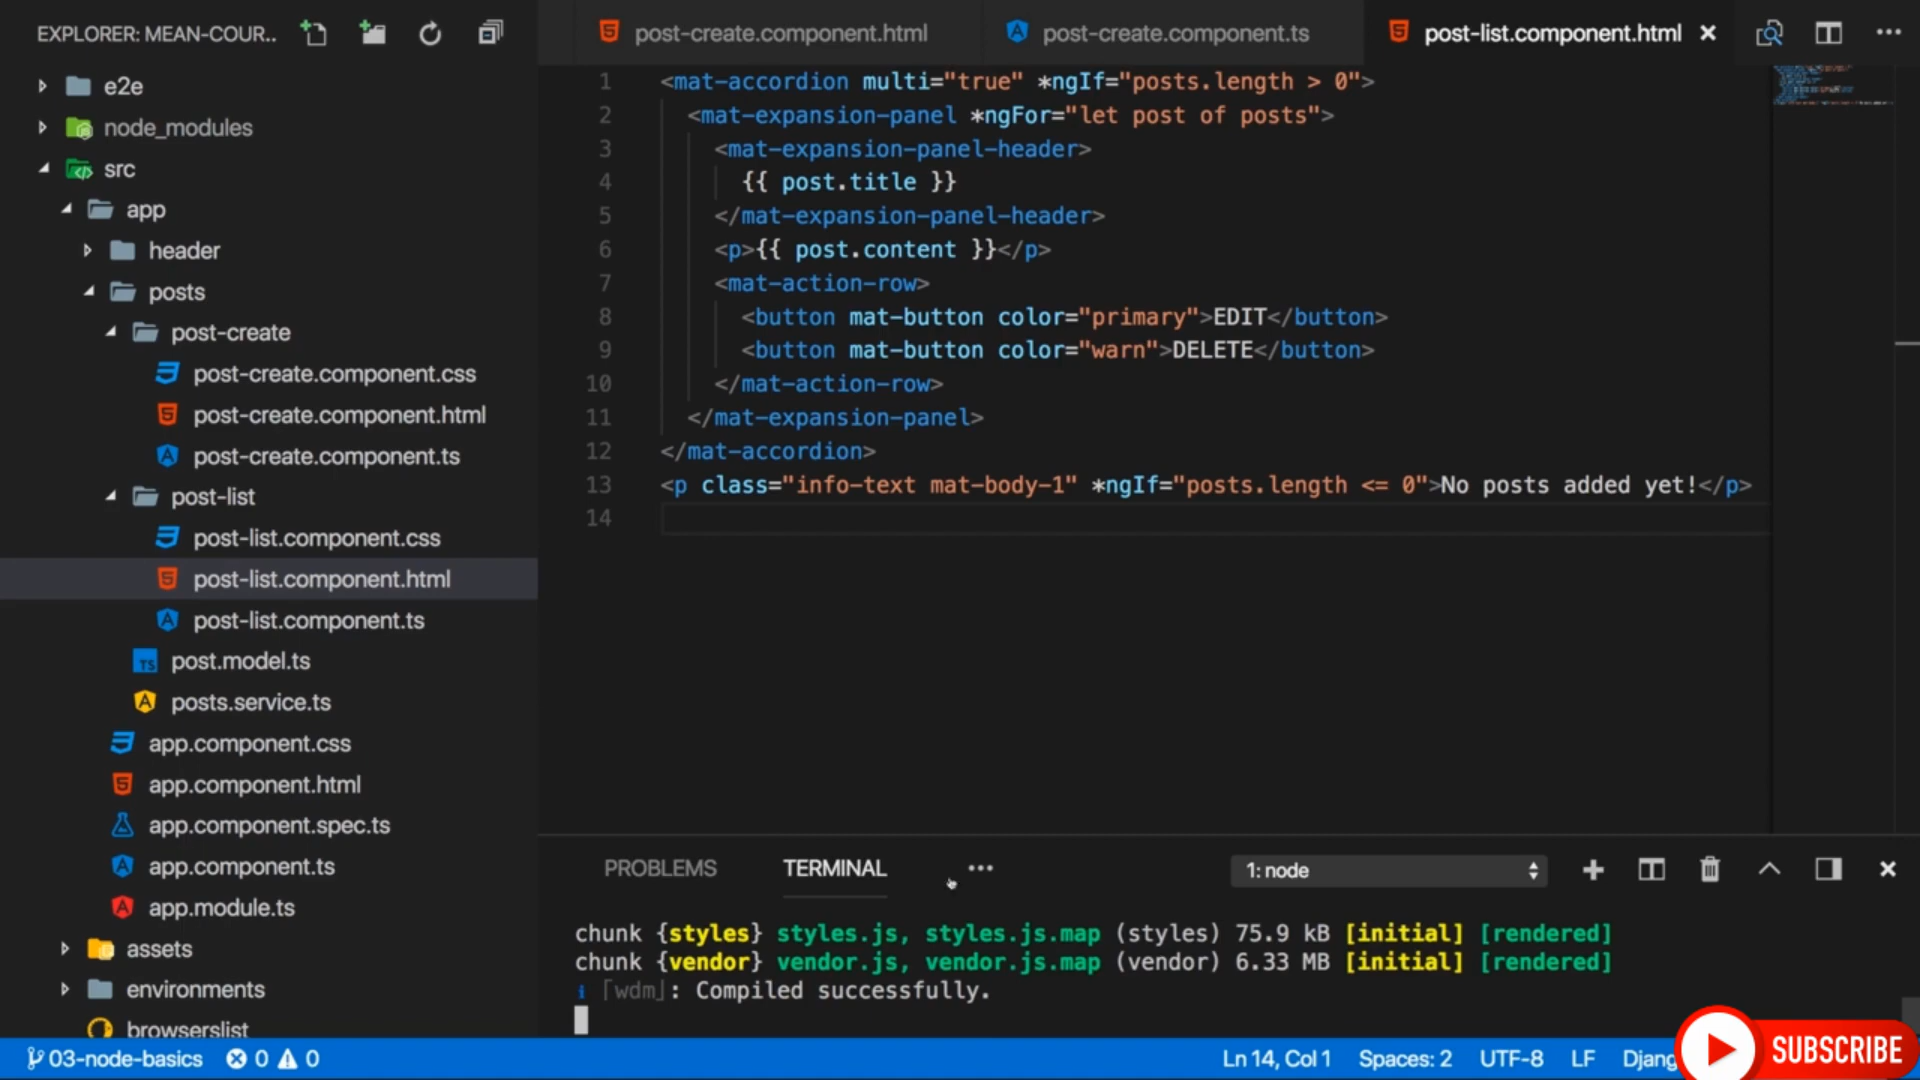 EXPLORER: MEAN-COUR..
e2e
node_modules
src
app
header
posts
post-create
post-create.component.css
post-create.component.html
post-create.component.ts
post-list
post-list.component.css
post-list.component.html
post-list.component.ts
post.model.ts
posts.service.ts
app.component.css
app.component.html
app.component.spec.ts
app.component.ts
app.module.ts
assets
environments
browserslist
post-create.component.html
post-create.component.ts
post-list.component.html
1 <mat-accordion multi="true" *ngIf="posts.length > 0">
2 <mat-expansion-panel *ngFor="let post of posts">
3 <mat-expansion-panel-header>
4 {{ post.title }}
5 </mat-expansion-panel-header>
6 <p>{{ post.content }}</p>
7 <mat-action-row>
8 <button mat-button color="primary">EDIT</button>
9 <button mat-button color="warn">DELETE</button>
10 </mat-action-row>
11 </mat-expansion-panel>
12 </mat-accordion>
13 <p class="info-text mat-body-1" *ngIf="posts.length <= 0">No posts added yet!</p>
14
PROBLEMS TERMINAL ••• 1: node
chunk {styles} styles.js, styles.js.map (styles) 75.9 kB [initial] [rendered]
chunk {vendor} vendor.js, vendor.js.map (vendor) 6.33 MB [initial] [rendered]
i ｢wdm｣: Compiled successfully.
03-node-basics 0 0 Ln 14, Col 1 Spaces: 2 UTF-8 LF Djang
SUBSCRIBE